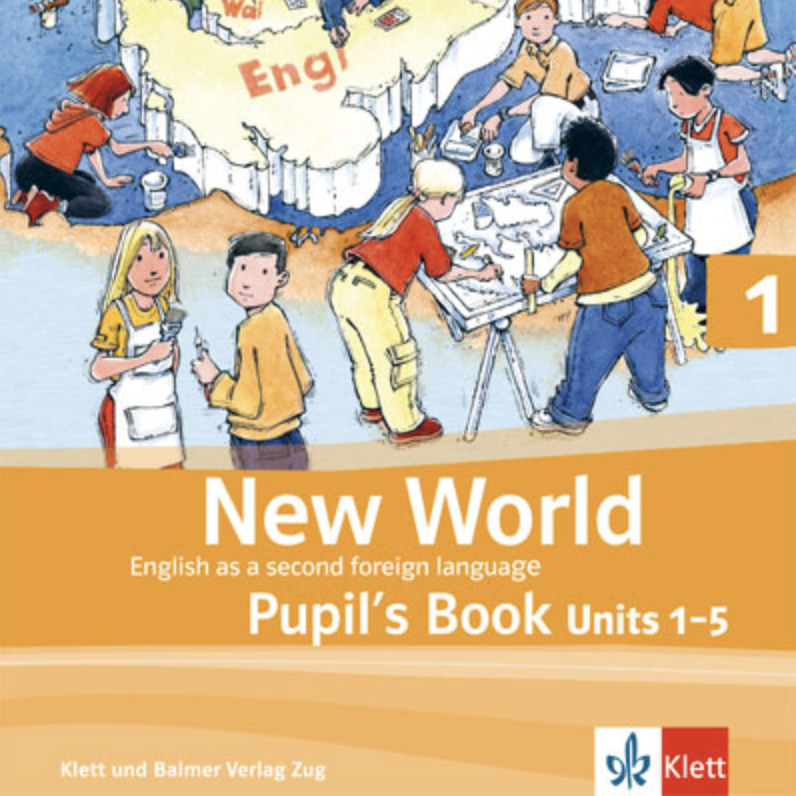 Wal
Engl
1
New World
English as a second foreign language
Pupil's Book Units 1-5
Klett und Balmer Verlag Zug
Klett